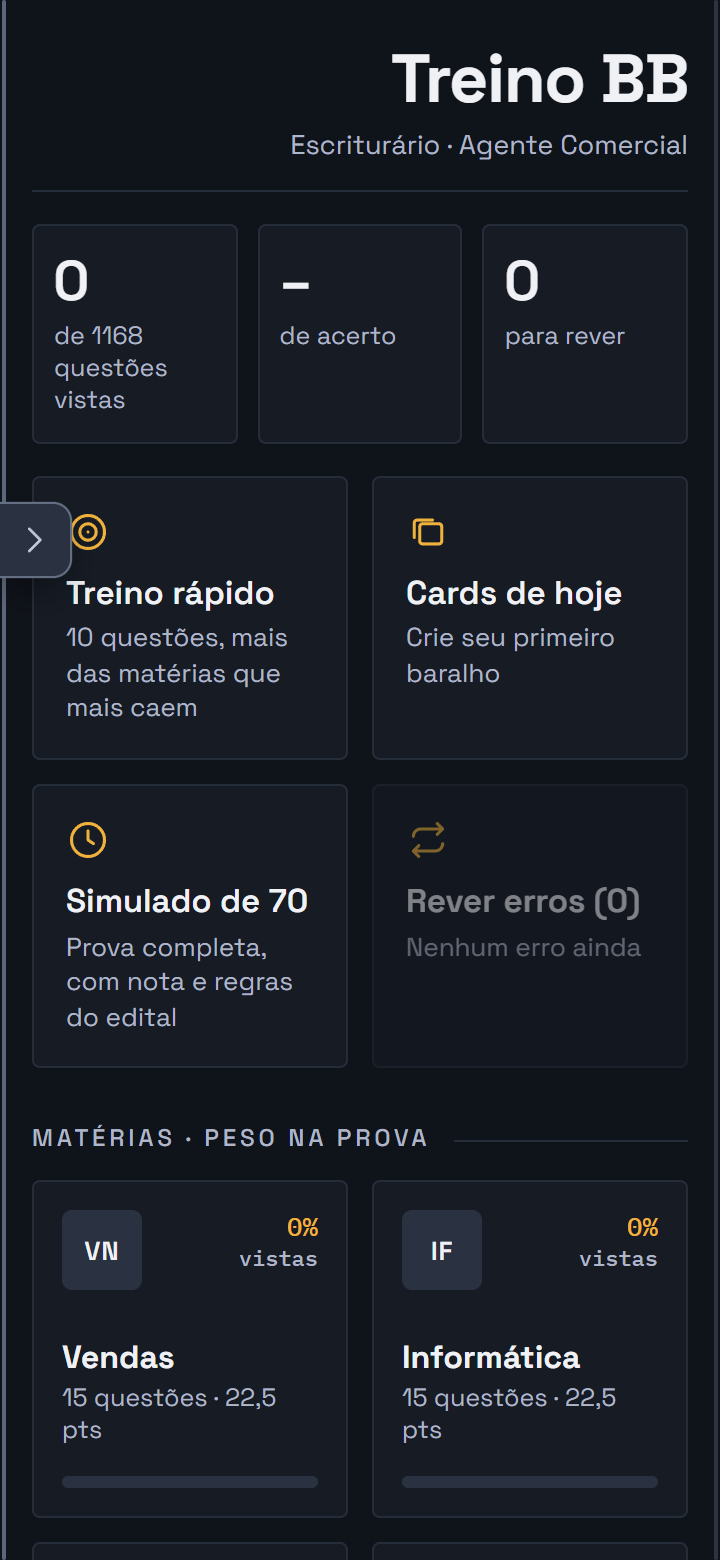 Treino BB
Escriturário · Agente Comercial
0
de 1168
questões
vistas
–
de acerto
0
para rever
Treino rápido
10 questões, mais
das matérias que
mais caem
Cards de hoje
Crie seu primeiro
baralho
Simulado de 70
Prova completa,
com nota e regras
do edital
Rever erros (0)
Nenhum erro ainda
MATÉRIAS · PESO NA PROVA
VN
0%
vistas
Vendas
15 questões · 22,5
pts
IF
0%
vistas
Informática
15 questões · 22,5
pts